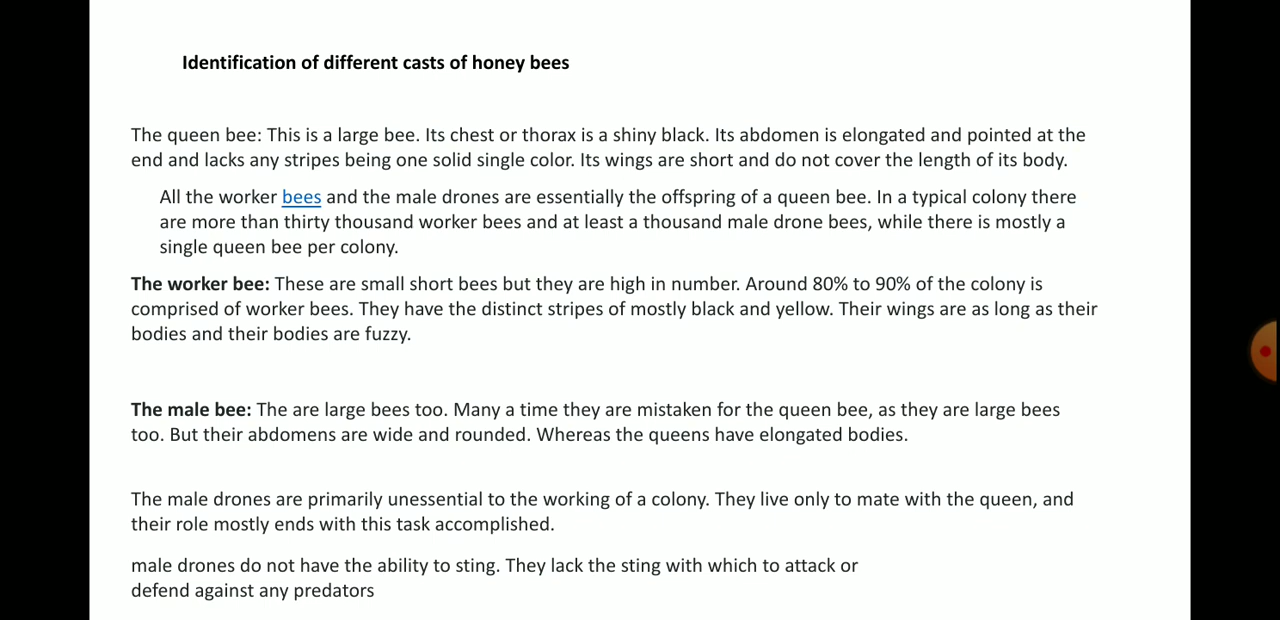 Identification of different casts of honey bees
The queen bee: This is a large bee. Its chest or thorax is a shiny black. Its abdomen is elongated and pointed at the
end and lacks any stripes being one solid single color. Its wings are short and do not cover the length of its body.
All the worker bees and the male drones are essentially the offspring of a queen bee. In a typical colony there
are more than thirty thousand worker bees and at least a thousand male drone bees, while there is mostly a
single queen bee per colony.
The worker bee: These are small short bees but they are high in number. Around 80% to 90% of the colony is
comprised of worker bees. They have the distinct stripes of mostly black and yellow. Their wings are as long as their
bodies and their bodies are fuzzy.
The male bee: The are large bees too. Many a time they are mistaken for the queen bee, as they are large bees
too. But their abdomens are wide and rounded. Whereas the queens have elongated bodies.
The male drones are primarily unessential to the working of a colony. They live only to mate with the queen, and
their role mostly ends with this task accomplished.
male drones do not have the ability to sting. They lack the sting with which to attack or
defend against any predators